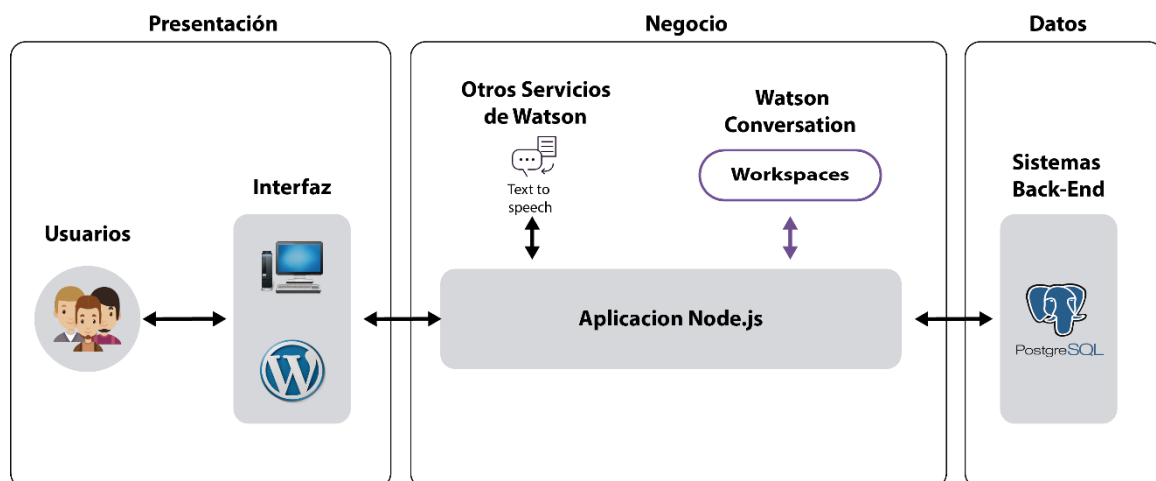 Presentación
Negocio
Datos
Otros Servicios
de Watson
Text to
speech
Watson
Conversation
Workspaces
Interfaz
Usuarios
Aplicacion Node.js
Sistemas
Back-End
PostgreSQL